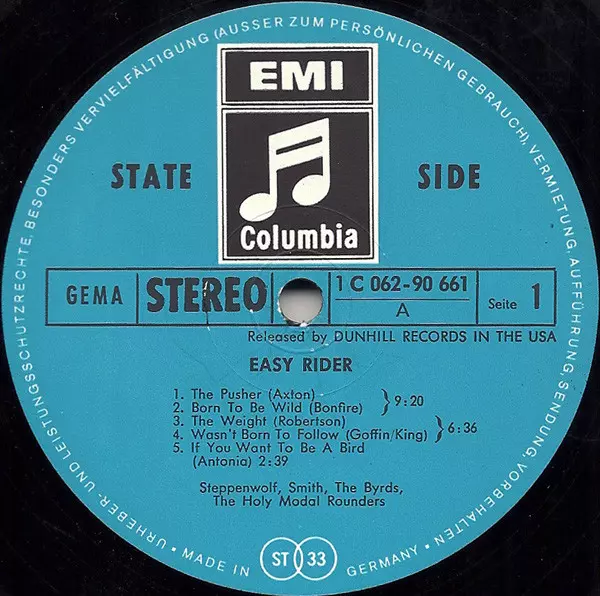 EMI
Columbia
STATE SIDE
GEMA
STEREO
1 C 062-90 661
A
Seite 1
Released by DUNHILL RECORDS IN THE USA
EASY RIDER
1. The Pusher (Axton)
2. Born To Be Wild (Bonfire)
9:20
3. The Weight (Robertson)
4. Wasn't Born To Follow (Goffin/King)
6:36
5. If You Want To Be A Bird
(Antonia) 2:39
Steppenwolf, Smith, The Byrds,
The Holy Modal Rounders
URHEBER- UND LEISTUNGSSCHUTZRECHTE, BESONDERS VERVIELFÄLTIGUNG (AUSSER ZUM PERSÖNLICHEN GEBRAUCH), VERMIETUNG, AUFFÜHRUNG, SENDUNG, VORBEHALTEN •
MADE IN GERMANY •
ST 33